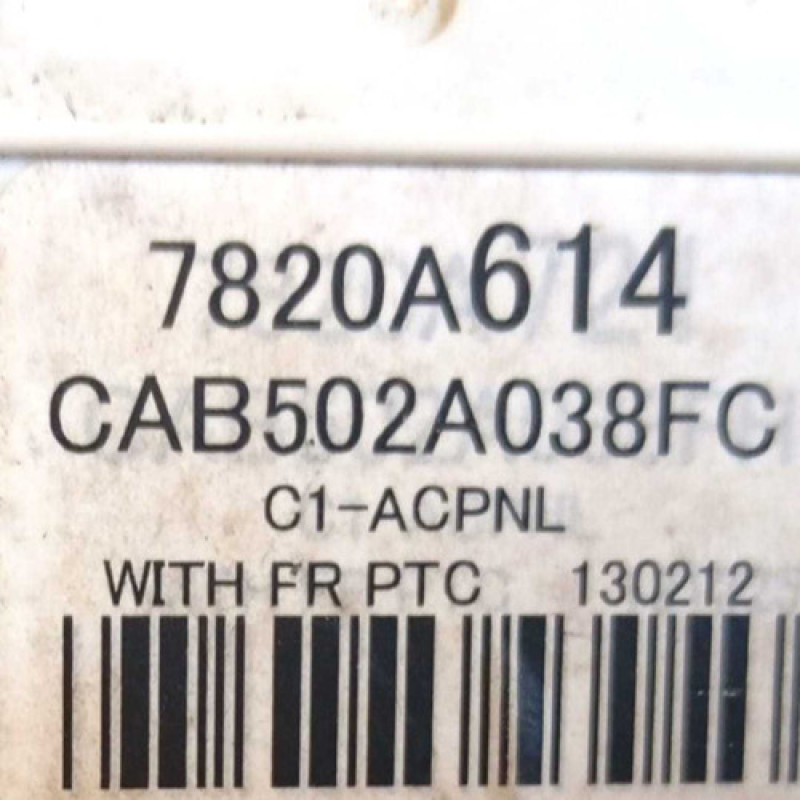 7820A614
CAB502A038FC
C1-ACPNL
WITH FR PTC 130212